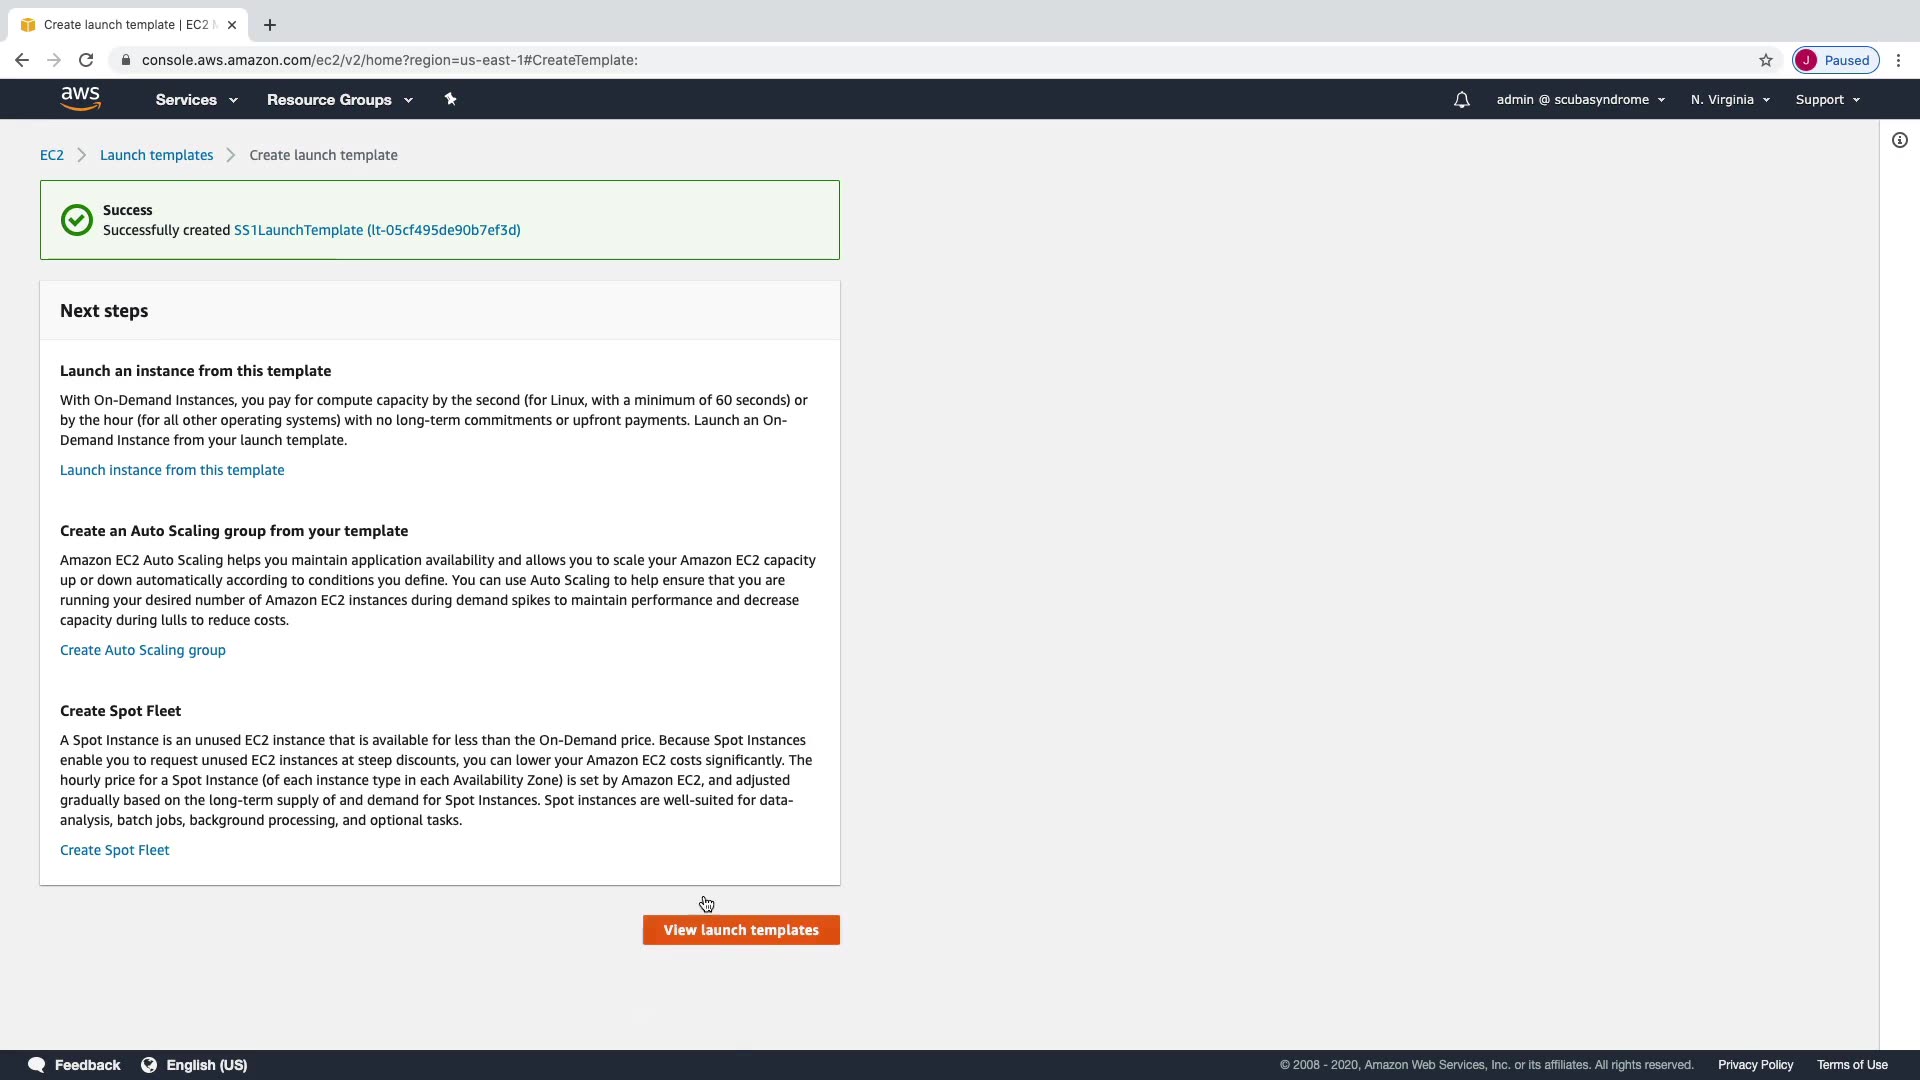 Create launch template | EC2 M
console.aws.amazon.com/ec2/v2/home?region=us-east-1#CreateTemplate:
J Paused
aws Services Resource Groups admin @ scubasyndrome N. Virginia Support
EC2 Launch templates Create launch template
Success
Successfully created SS1LaunchTemplate (lt-05cf495de90b7ef3d)
Next steps
Launch an instance from this template
With On-Demand Instances, you pay for compute capacity by the second (for Linux, with a minimum of 60 seconds) or
by the hour (for all other operating systems) with no long-term commitments or upfront payments. Launch an On-
Demand Instance from your launch template.
Launch instance from this template
Create an Auto Scaling group from your template
Amazon EC2 Auto Scaling helps you maintain application availability and allows you to scale your Amazon EC2 capacity
up or down automatically according to conditions you define. You can use Auto Scaling to help ensure that you are
running your desired number of Amazon EC2 instances during demand spikes to maintain performance and decrease
capacity during lulls to reduce costs.
Create Auto Scaling group
Create Spot Fleet
A Spot Instance is an unused EC2 instance that is available for less than the On-Demand price. Because Spot Instances
enable you to request unused EC2 instances at steep discounts, you can lower your Amazon EC2 costs significantly. The
hourly price for a Spot Instance (of each instance type in each Availability Zone) is set by Amazon EC2, and adjusted
gradually based on the long-term supply of and demand for Spot Instances. Spot instances are well-suited for data-
analysis, batch jobs, background processing, and optional tasks.
Create Spot Fleet
View launch templates
Feedback English (US) © 2008 - 2020, Amazon Web Services, Inc. or its affiliates. All rights reserved. Privacy Policy Terms of Use